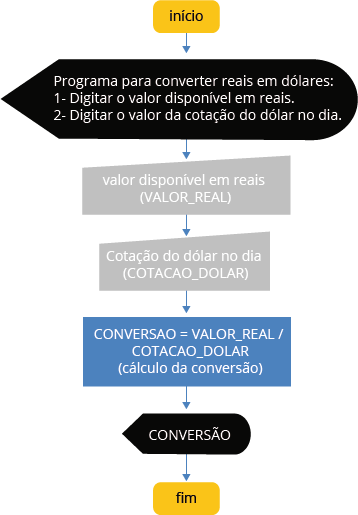 início
Programa para converter reais em dólares:
1- Digitar o valor disponível em reais.
2- Digitar o valor da cotação do dólar no dia.
valor disponível em reais
(VALOR_REAL)
Cotação do dólar no dia
(COTACAO_DOLAR)
CONVERSAO = VALOR_REAL /
COTACAO_DOLAR
(cálculo da conversão)
CONVERSÃO
fim